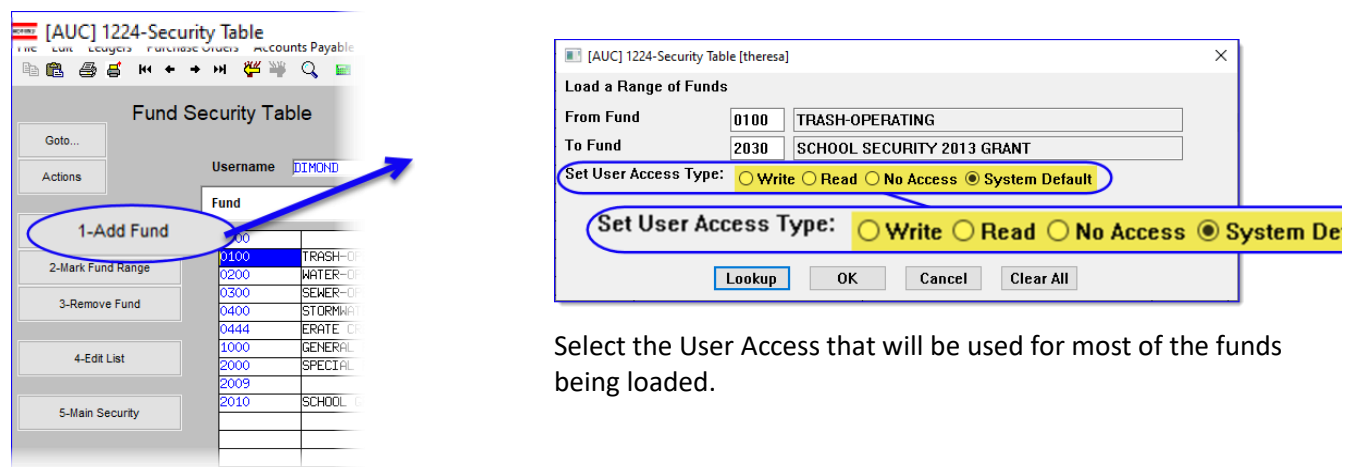 [AUC] 1224-Security Table
File Edit Ledgers Purchase Orders Accounts Payable
Fund Security Table
Goto...
Actions
Username DIMOND
Fund
1-Add Fund
2-Mark Fund Range
3-Remove Fund
4-Edit List
5-Main Security
0100 TRASH-O
0200 WATER-O
0300 SEWER-O
0400 STORMWA
0444 ERATE
1000 GENERAL
2000 SPECIAL
2009
2010 SCHOOL
[AUC] 1224-Security Table [theresa]
Load a Range of Funds
From Fund 0100 TRASH-OPERATING
To Fund 2030 SCHOOL SECURITY 2013 GRANT
Set User Access Type: Write Read No Access System Default
Set User Access Type: Write Read No Access System De
Lookup OK Cancel Clear All
Select the User Access that will be used for most of the funds
being loaded.